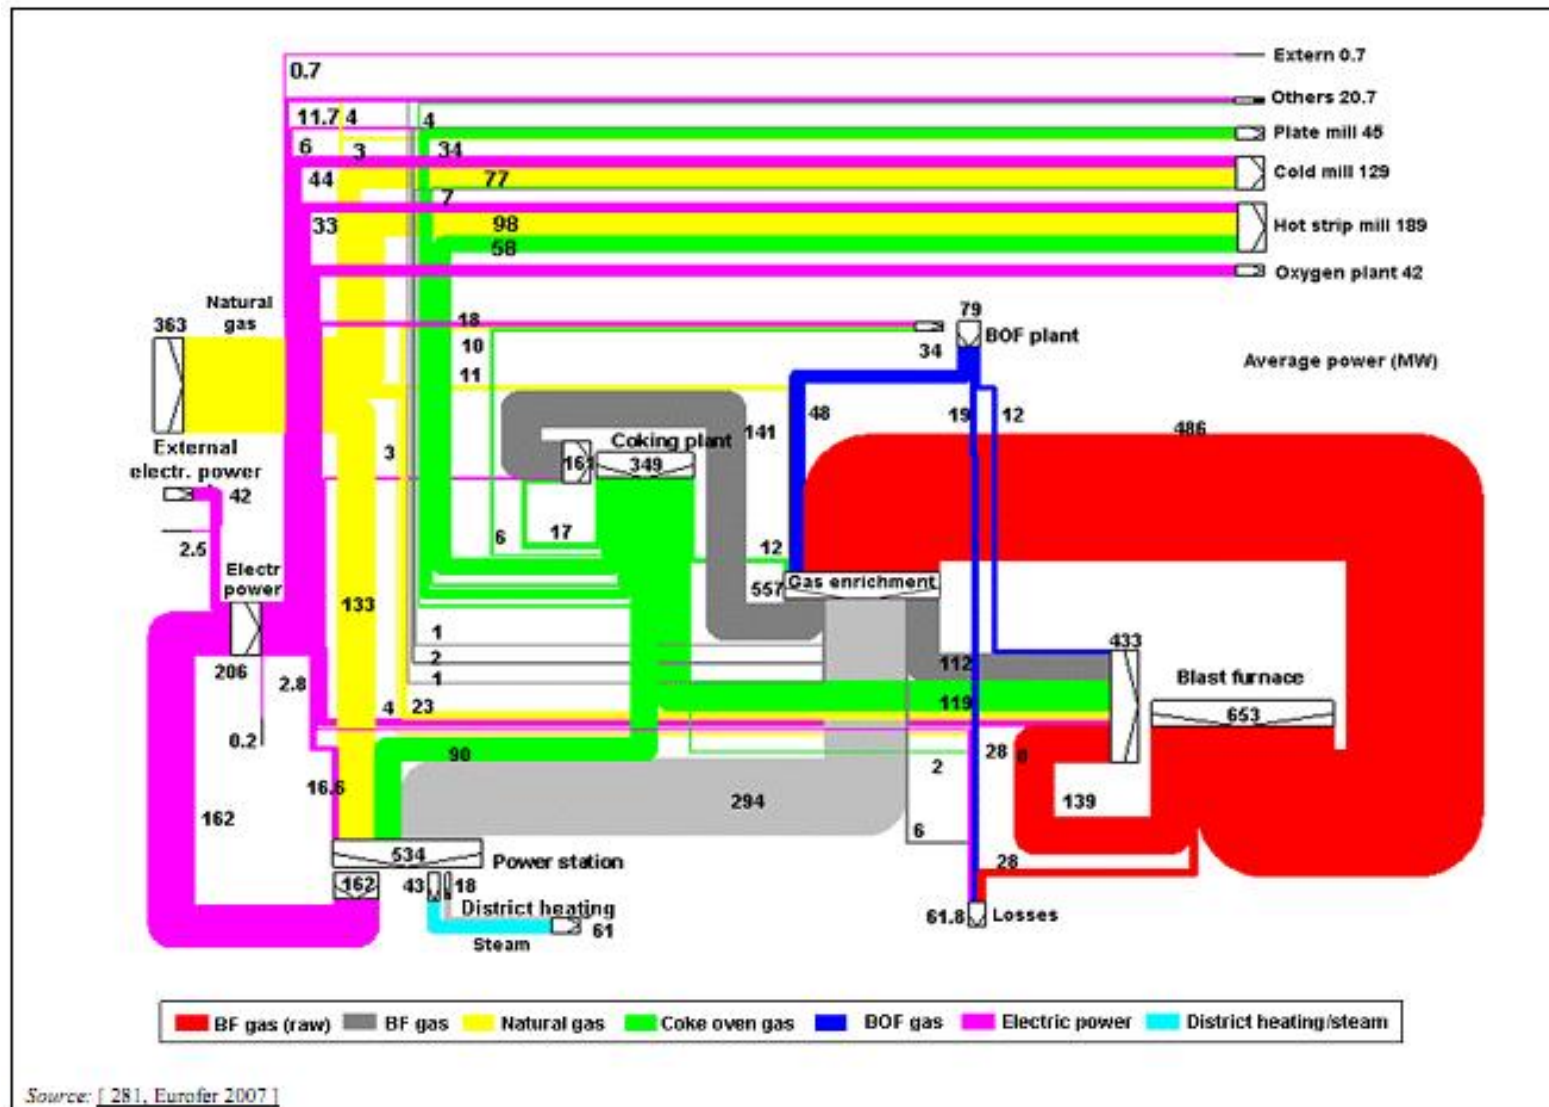 Extern 0.7
0.7
Others 20.7
11.7 4
4
Plate mill 45
6
3
34
Cold mill 129
44
77
7
33
98
Hot strip mill 189
58
Oxygen plant 42
Natural
gas
363
18
79
BOF plant
10
34
Average power (MW)
11
External
electr. power
48
19
12
486
141
3
Coking plant
161
349
42
2.5
6
17
12
Electr
power
557
Gas enrichment
133
1
433
2
112
206
2.8
1
Blast furnace
4
23
119
653
0.2
90
28
2
16.6
139
162
294
6
534
Power station
28
162
43
18
District heating
61.8
Losses
61
Steam
BF gas (raw)
BF gas
Natural gas
Coke oven gas
BOF gas
Electric power
District heating/steam
Source: [ 281, Eurofer 2007 ]